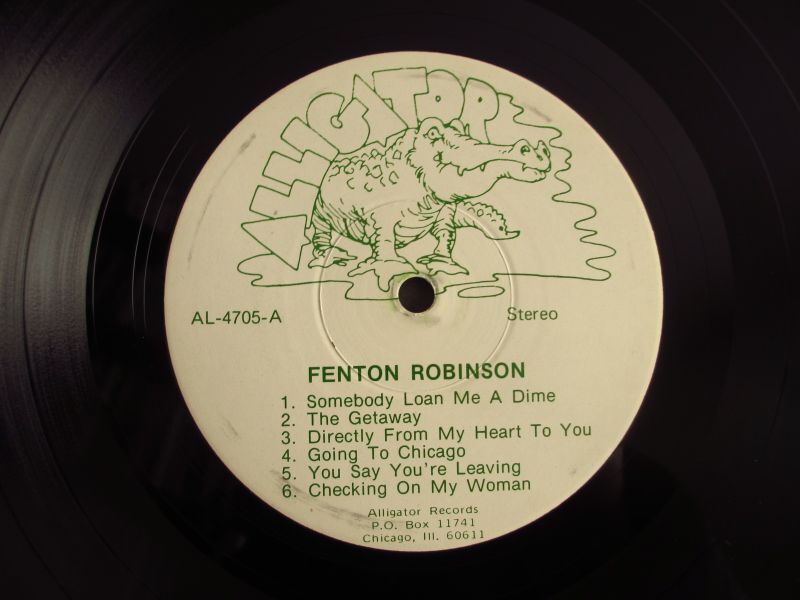 ALLIGATOR
AL-4705-A Stereo
FENTON ROBINSON
1. Somebody Loan Me A Dime
2. The Getaway
3. Directly From My Heart To You
4. Going To Chicago
5. You Say You're Leaving
6. Checking On My Woman
Alligator Records
P.O. Box 11741
Chicago, Ill. 60611